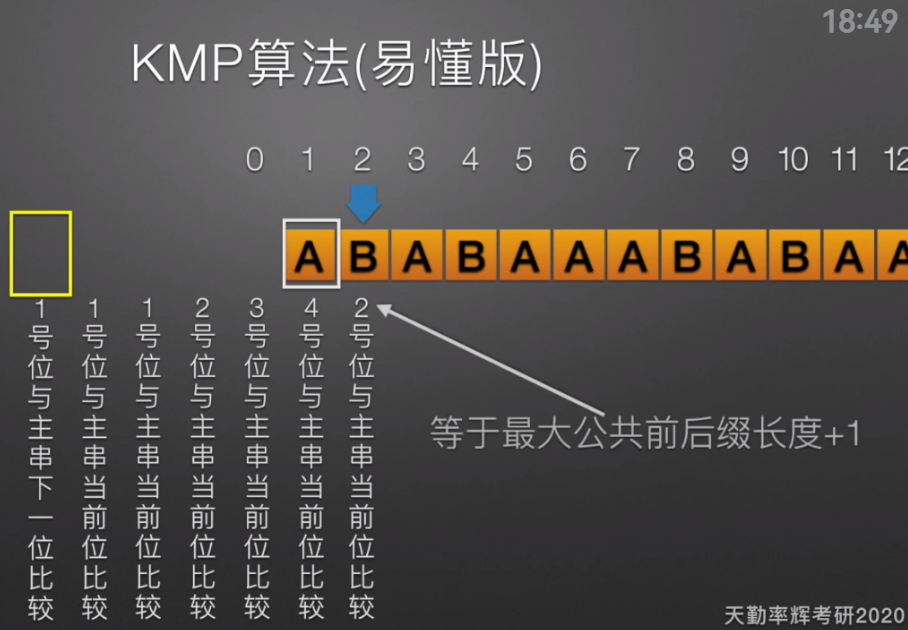 18:49
KMP算法(易懂版)
0 1 2 3 4 5 6 7 8 9 10 11 12
A B A B A A A B A B A A
1号位与主串下一位比较
1号位与主串当前位比较
1号位与主串当前位比较
2号位与主串当前位比较
3号位与主串当前位比较
4号位与主串当前位比较
2号位与主串当前位比较
等于最大公共前后缀长度+1
天勤率辉考研2020